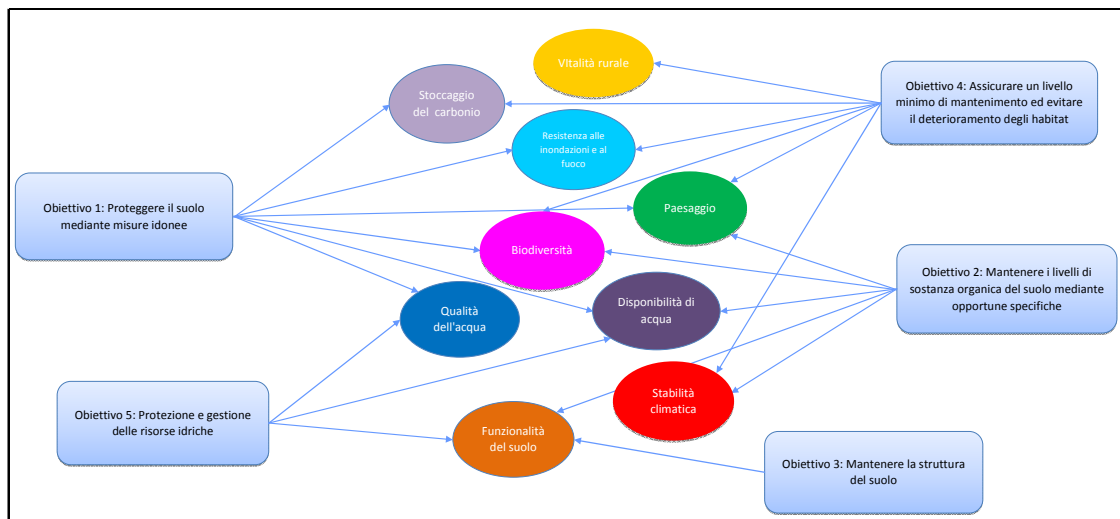 VItalità rurale
Stoccaggio
del carbonio
Obiettivo 4: Assicurare un livello
minimo di mantenimento ed evitare
il deterioramento degli habitat
Resistenza alle
inondazioni e al
fuoco
Obiettivo 1: Proteggere il suolo
mediante misure idonee
Paesaggio
Biodiversità
Obiettivo 2: Mantenere i livelli di
sostanza organica del suolo mediante
opportune specifiche
Qualità
dell'acqua
Disponibilità di
acqua
Stabilità
climatica
Obiettivo 5: Protezione e gestione
delle risorse idriche
Funzionalità
del suolo
Obiettivo 3: Mantenere la struttura
del suolo